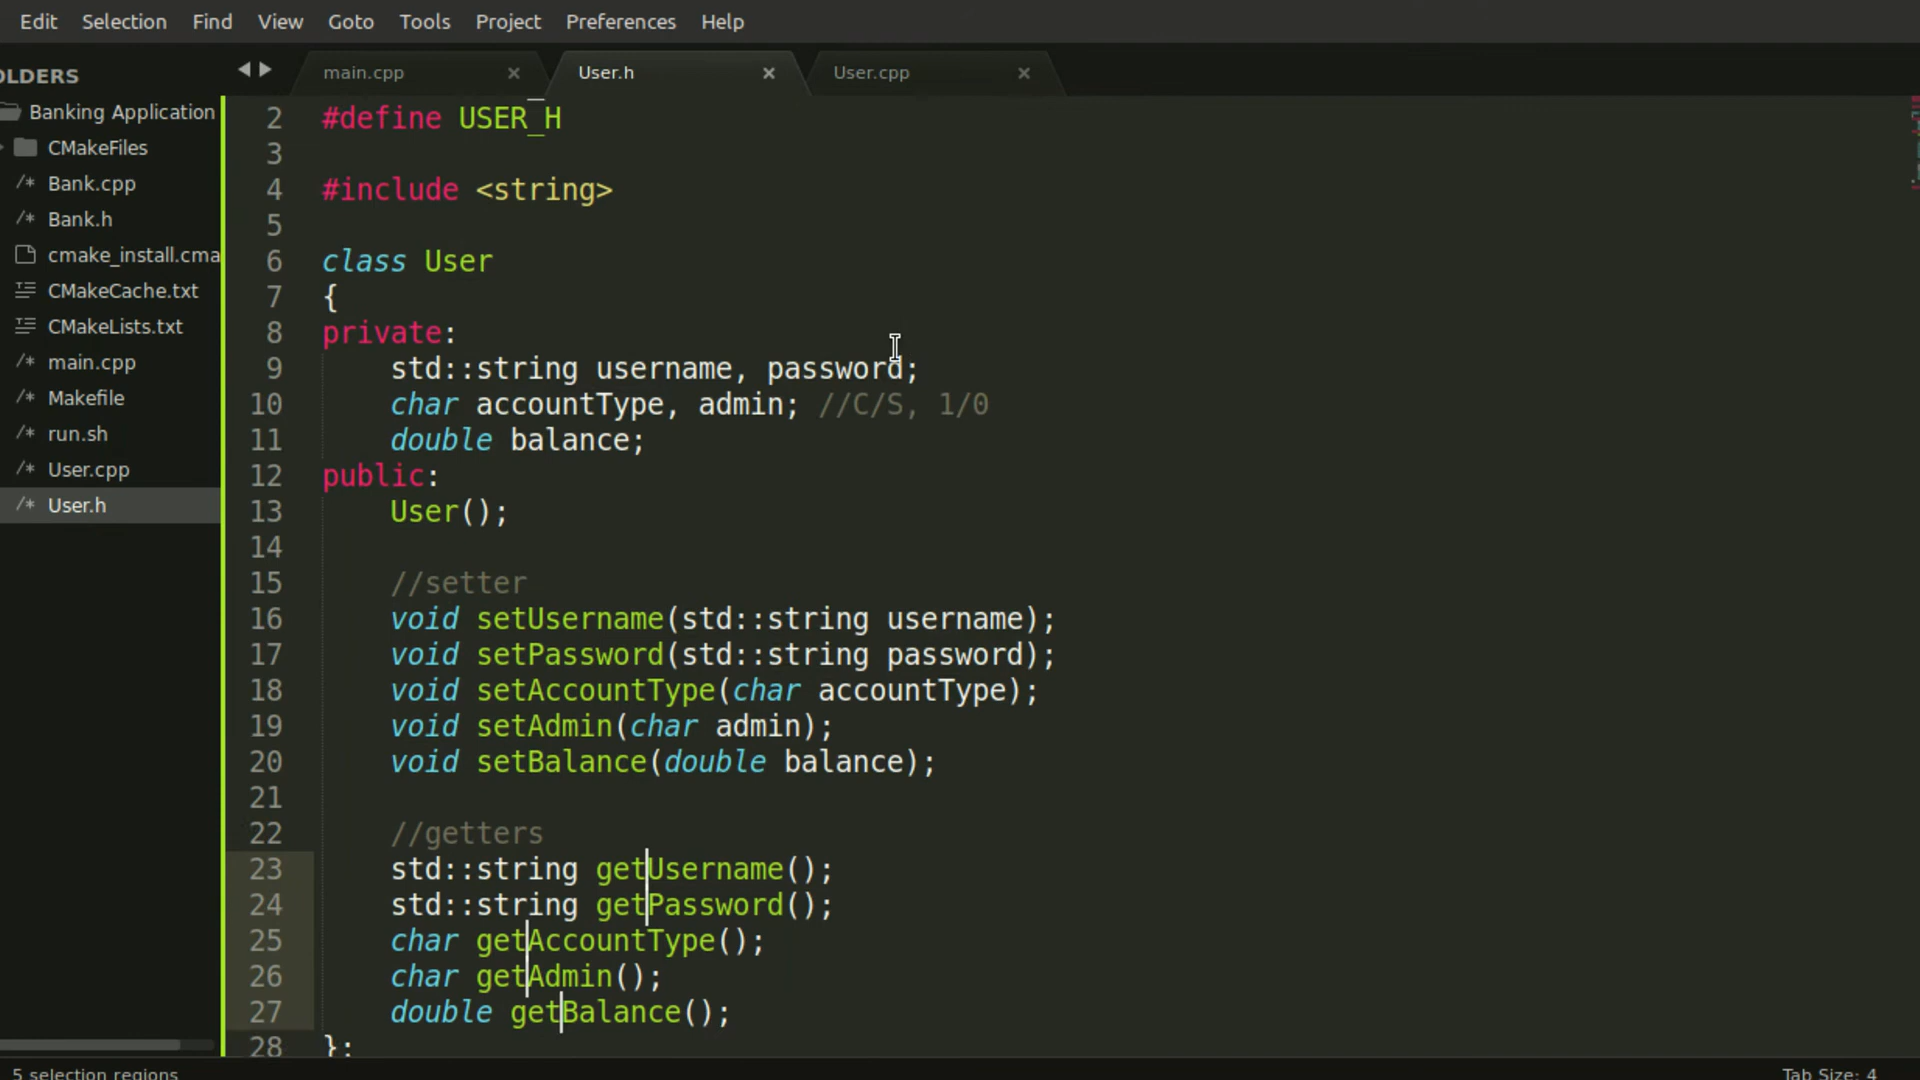 Edit Selection Find View Goto Tools Project Preferences Help
OLDERS
main.cpp × User.h × User.cpp ×
Banking Application
CMakeFiles
/* Bank.cpp
/* Bank.h
cmake_install.cma
CMakeCache.txt
CMakeLists.txt
/* main.cpp
/* Makefile
/* run.sh
/* User.cpp
/* User.h
2 #define USER_H
3
4 #include <string>
5
6 class User
7 {
8 private:
9 std::string username, password;
10 char accountType, admin; //C/S, 1/0
11 double balance;
12 public:
13 User();
14
15 //setter
16 void setUsername(std::string username);
17 void setPassword(std::string password);
18 void setAccountType(char accountType);
19 void setAdmin(char admin);
20 void setBalance(double balance);
21
22 //getters
23 std::string getUsername();
24 std::string getPassword();
25 char getAccountType();
26 char getAdmin();
27 double getBalance();
28 };
5 selection regions
Tab Size: 4